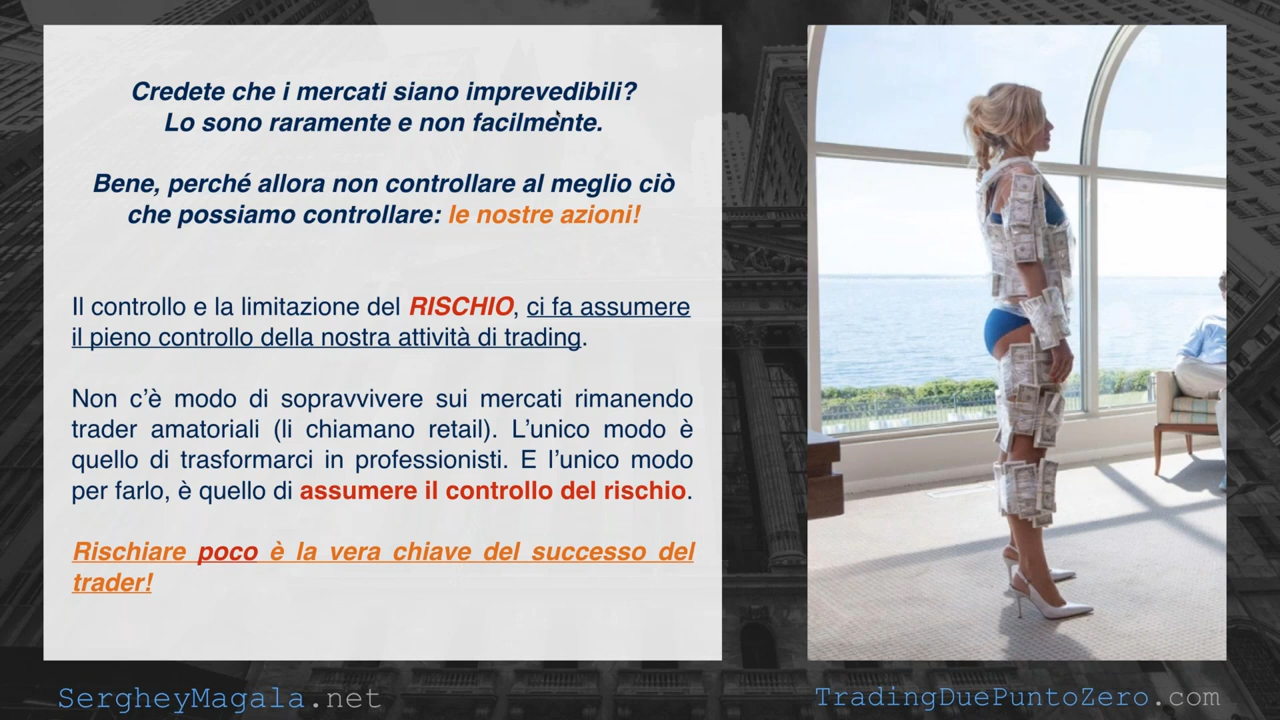 Credete che i mercati siano imprevedibili?
Lo sono raramente e non facilmente.
Bene, perché allora non controllare al meglio ciò
che possiamo controllare: le nostre azioni!
Il controllo e la limitazione del RISCHIO, ci fa assumere
il pieno controllo della nostra attività di trading.
Non c’è modo di sopravvivere sui mercati rimanendo
trader amatoriali (li chiamano retail). L’unico modo è
quello di trasformarci in professionisti. E l’unico modo
per farlo, è quello di assumere il controllo del rischio.
Rischiare poco è la vera chiave del successo del
trader!
SergheyMagala.net
TradingDuePuntoZero.com